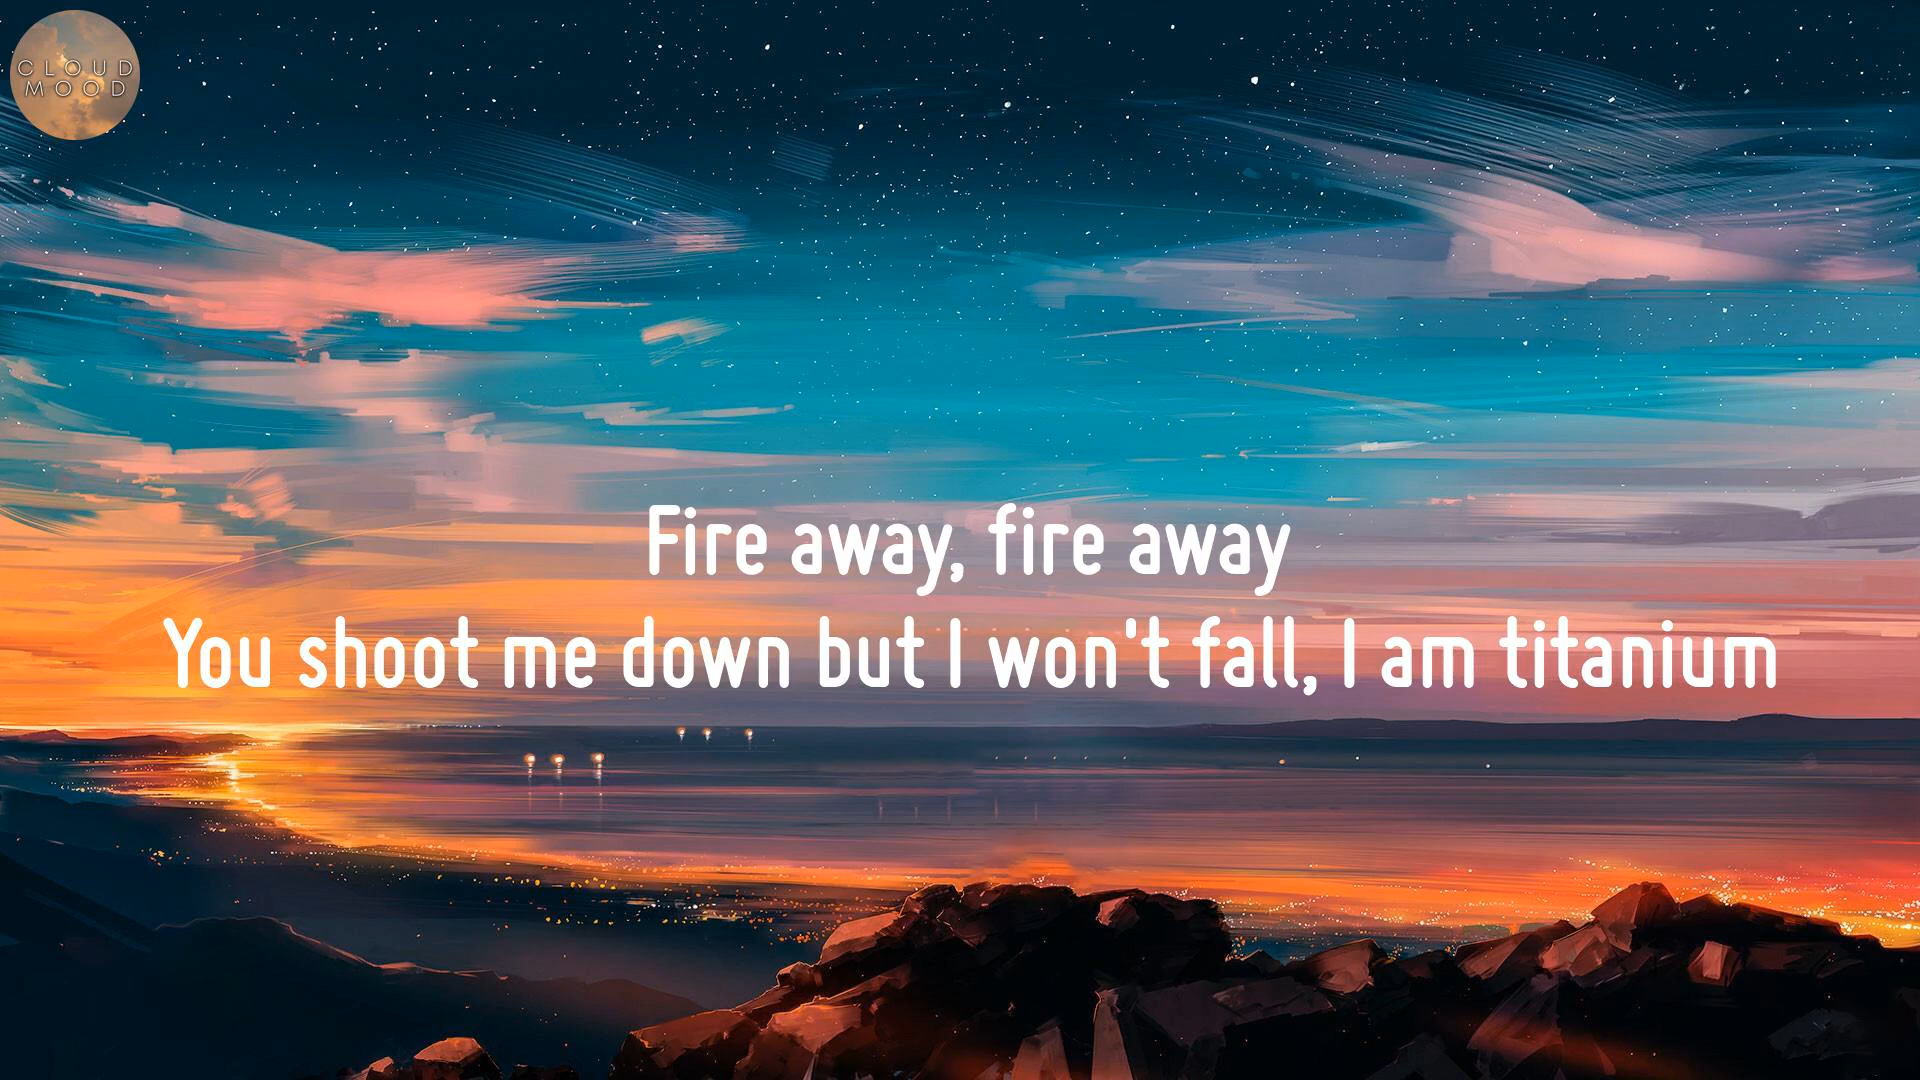 CLOUD
MOOD
Fire away, fire away
You shoot me down but I won't fall, I am titanium